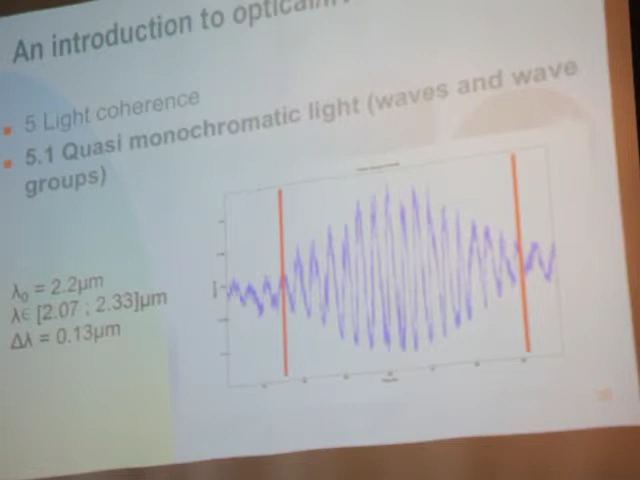 An introduction to
5 Light coherence
5.1 Quasi monochromatic light (waves and wave
groups)
λ₀ = 2.2µm
λ∈ [2.07 ; 2.33]µm
Δλ = 0.13µm